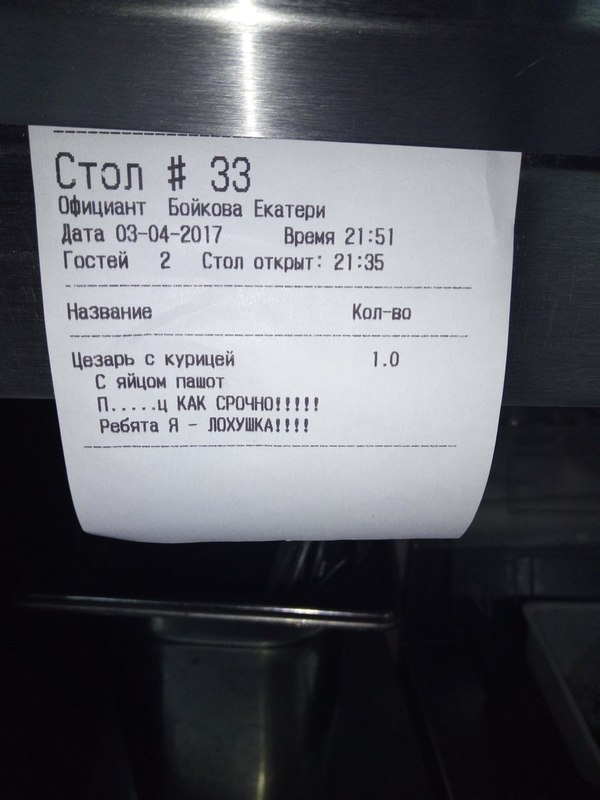 Стол # 33
Официант Бойкова Екатери
Дата 03-04-2017 Время 21:51
Гостей 2 Стол открыт: 21:35
Название Кол-во
Цезарь с курицей 1.0
С яйцом пашот
П.....ц КАК СРОЧНО!!!!!
Ребята Я - ЛОХУШКА!!!!